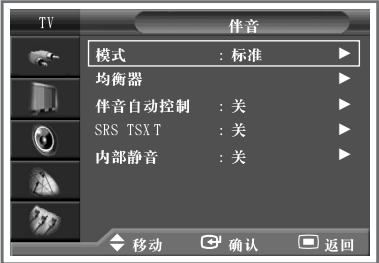 TV 伴音
模式 : 标准 ▶
均衡器 ▶
伴音自动控制 : 关 ▶
SRS TSXT : 关 ▶
内部静音 : 关 ▶
移动 确认 返回